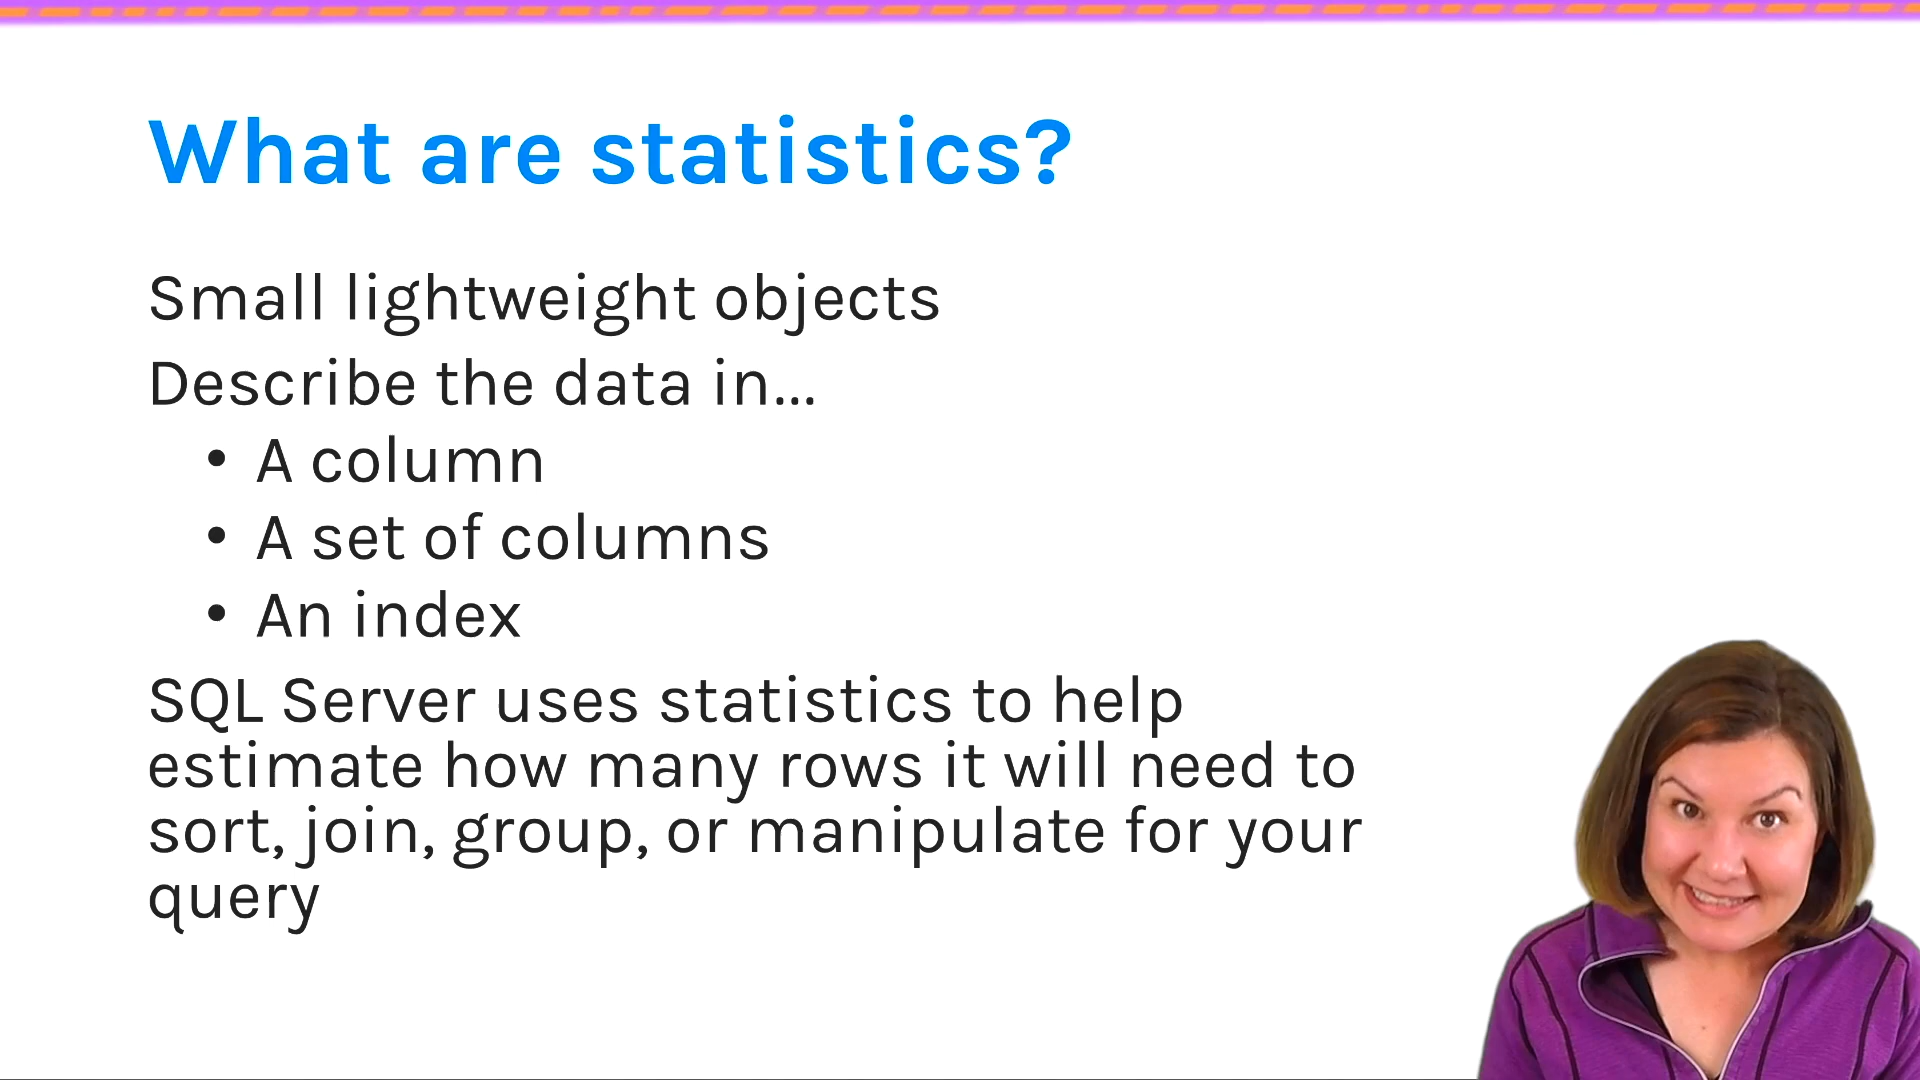 What are statistics?
Small lightweight objects
Describe the data in...
• A column
• A set of columns
• An index
SQL Server uses statistics to help
estimate how many rows it will need to
sort, join, group, or manipulate for your
query